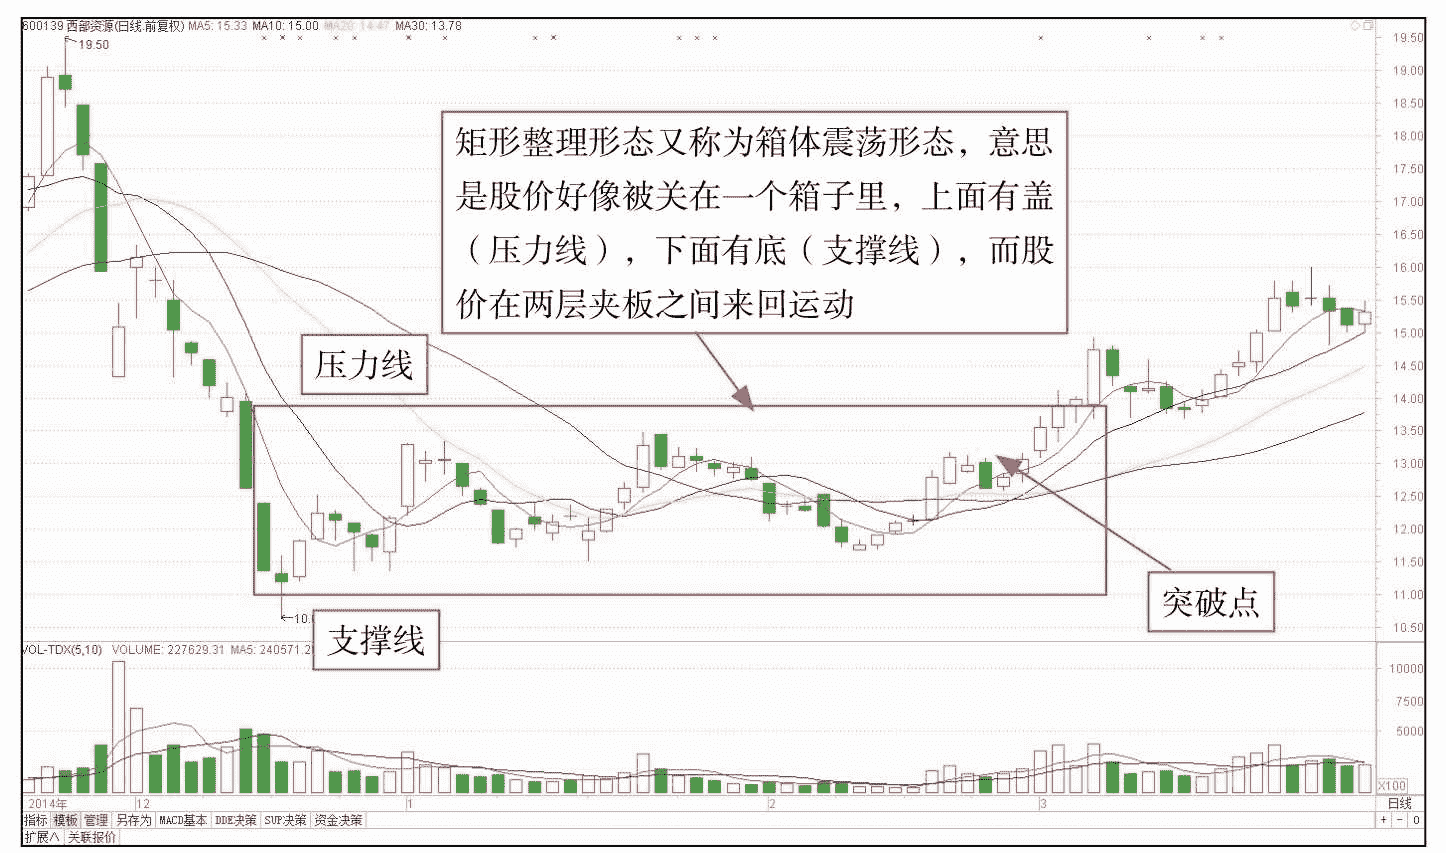 600139 西部资源(日线.前复权) MA5: 15.33 MA10: 15.00 MA20: 14.47 MA30: 13.78
19.50
19.50
19.00
18.50
18.00
17.50
17.00
16.50
16.00
15.50
15.00
14.50
14.00
13.50
13.00
12.50
12.00
11.50
11.00
10.50
矩形整理形态又称为箱体震荡形态，意思
是股价好像被关在一个箱子里，上面有盖
（压力线），下面有底（支撑线），而股
价在两层夹板之间来回运动
压力线
突破点
支撑线
VOL-TDX(5,10) VOLUME: 227629.31 MA5: 240571.2
10000
7500
5000
X100
2014年 12 1 2 3 日线
指标 模板 管理 另存为 MACD基本 DDE决策 SUP决策 资金决策 + - 0
扩展∧ 关联报价